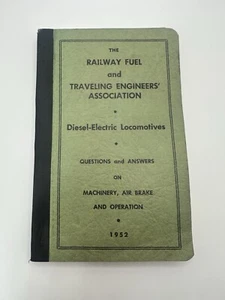 THE
RAILWAY FUEL
and
TRAVELING ENGINEERS'
ASSOCIATION
Diesel-Electric Locomotives
QUESTIONS and ANSWERS
ON
MACHINERY, AIR BRAKE
AND OPERATION
1952